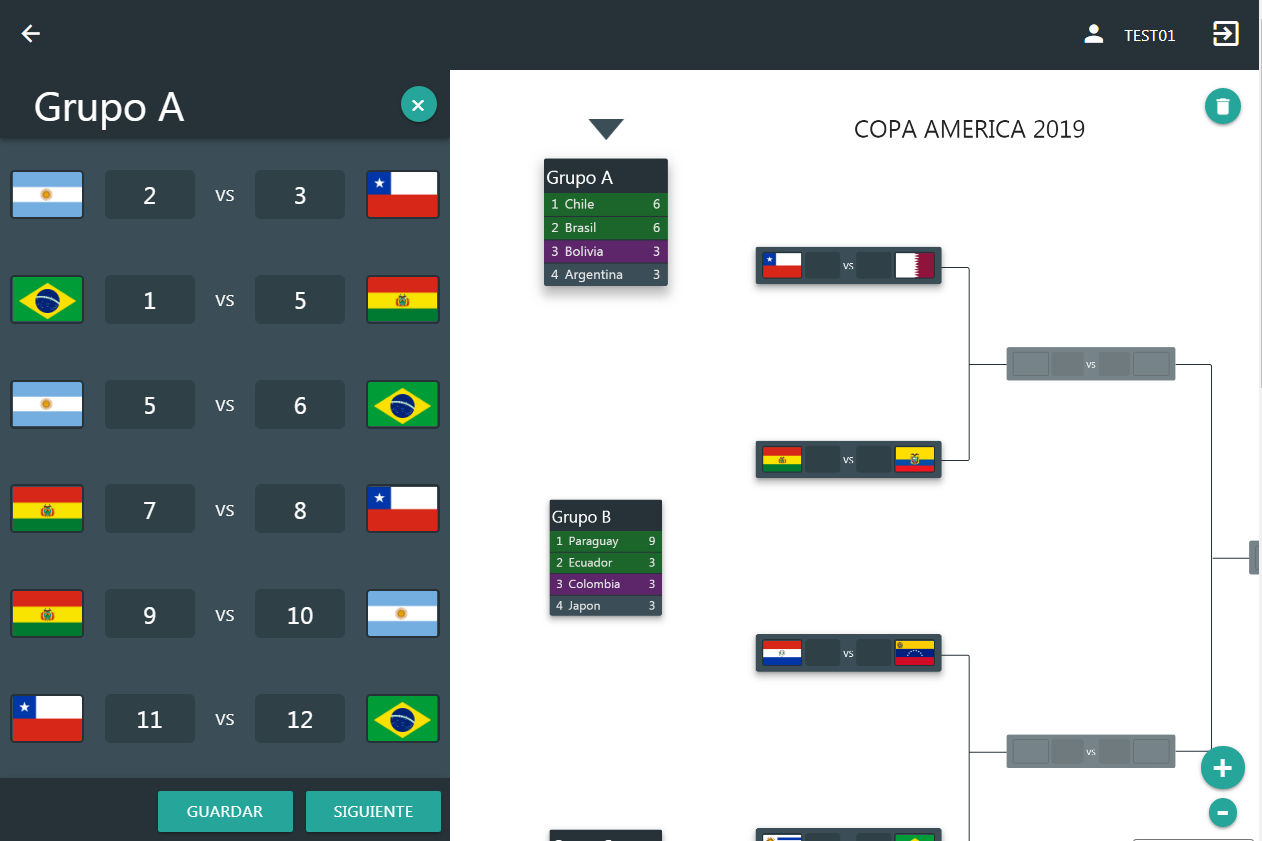 TEST01
Grupo A
2 vs 3
1 vs 5
5 vs 6
7 vs 8
9 vs 10
11 vs 12
GUARDAR SIGUIENTE
COPA AMERICA 2019
Grupo A
1 Chile 6
2 Brasil 6
3 Bolivia 3
4 Argentina 3
vs
vs
vs
Grupo B
1 Paraguay 9
2 Ecuador 3
3 Colombia 3
4 Japon 3
vs
vs